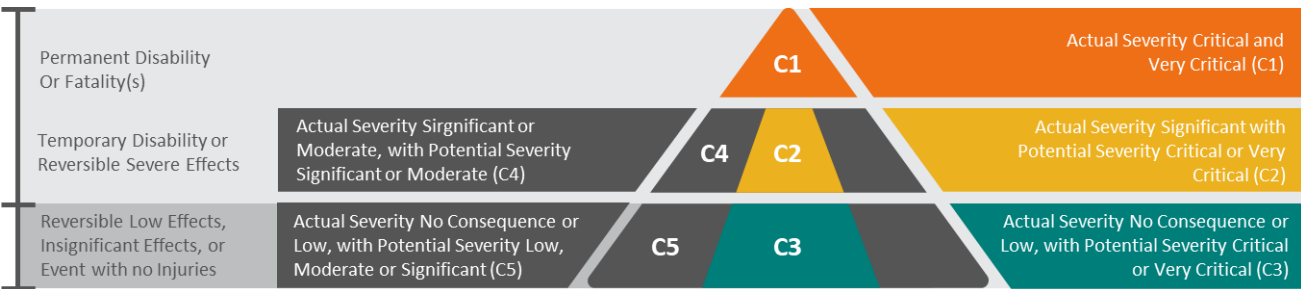 Permanent Disability
Or Fatality(s)
C1
Actual Severity Critical and
Very Critical (C1)
Temporary Disability or
Reversible Severe Effects
Actual Severity Sirgnificant or
Moderate, with Potential Severity
Significant or Moderate (C4)
C4
C2
Actual Severity Significant with
Potential Severity Critical or Very
Critical (C2)
Reversible Low Effects,
Insignificant Effects, or
Event with no Injuries
Actual Severity No Consequence or
Low, with Potential Severity Low,
Moderate or Significant (C5)
C5
C3
Actual Severity No Consequence or
Low, with Potential Severity Critical
or Very Critical (C3)